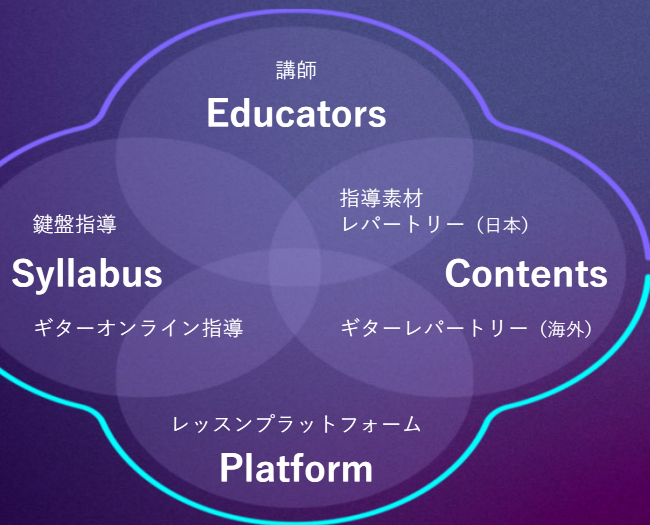 講師
Educators
鍵盤指導
Syllabus
ギターオンライン指導
指導素材
レパートリー（日本）
Contents
ギターレパートリー（海外）
レッスンプラットフォーム
Platform